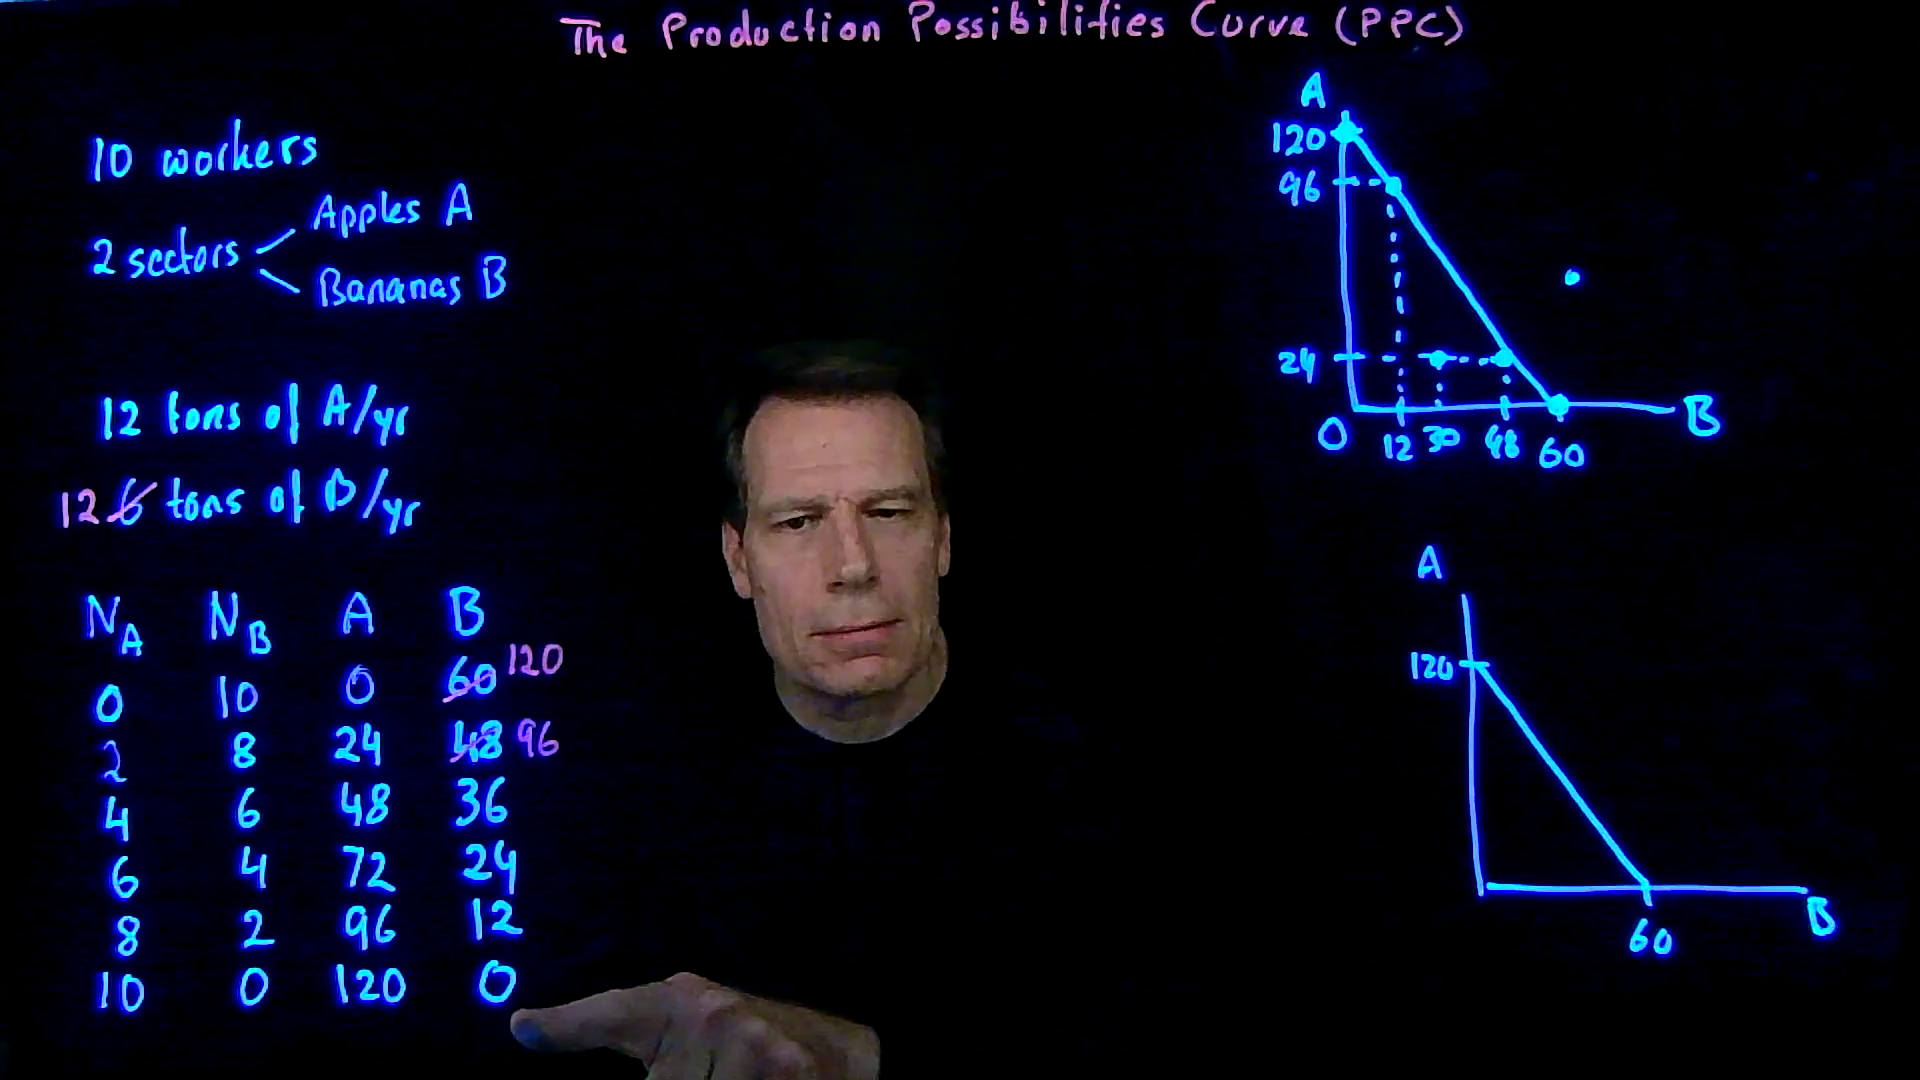 The Production Possibilities Curve (PPC)
10 workers
2 sectors
Apples A
Bananas B
12 tons of A/yr
12 6 tons of B/yr
N_A N_B A B
0 10 0 60 120
2 8 24 48 96
4 6 48 36
6 4 72 24
8 2 96 12
10 0 120 0
A
120
96
24
0 12 30 48 60
B
A
120
60
B